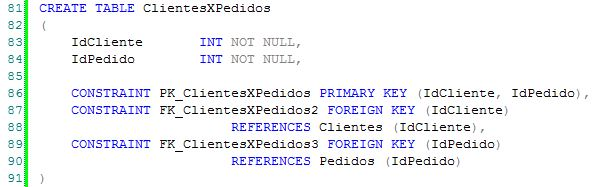 81 CREATE TABLE ClientesXPedidos
82 (
83 IdCliente INT NOT NULL,
84 IdPedido INT NOT NULL,
85
86 CONSTRAINT PK_ClientesXPedidos PRIMARY KEY (IdCliente, IdPedido),
87 CONSTRAINT FK_ClientesXPedidos2 FOREIGN KEY (IdCliente)
88 REFERENCES Clientes (IdCliente),
89 CONSTRAINT FK_ClientesXPedidos3 FOREIGN KEY (IdPedido)
90 REFERENCES Pedidos (IdPedido)
91 )